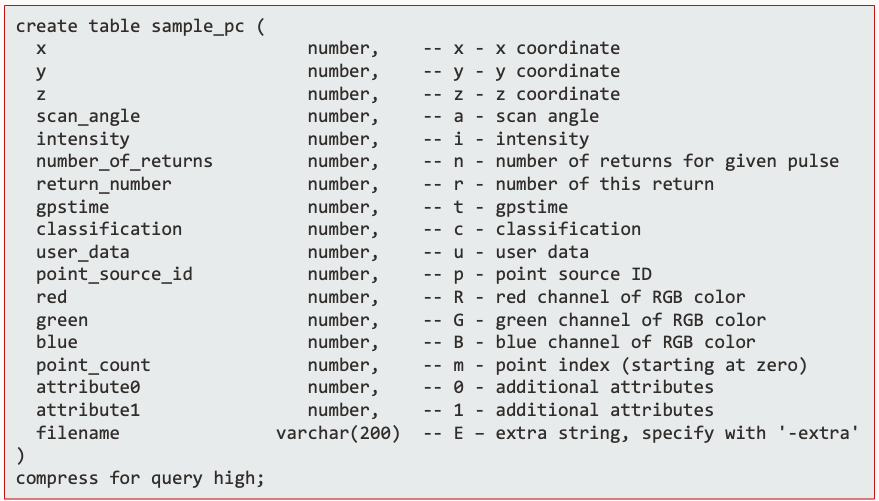 create table sample_pc (
x number, -- x - x coordinate
y number, -- y - y coordinate
z number, -- z - z coordinate
scan_angle number, -- a - scan angle
intensity number, -- i - intensity
number_of_returns number, -- n - number of returns for given pulse
return_number number, -- r - number of this return
gpstime number, -- t - gpstime
classification number, -- c - classification
user_data number, -- u - user data
point_source_id number, -- p - point source ID
red number, -- R - red channel of RGB color
green number, -- G - green channel of RGB color
blue number, -- B - blue channel of RGB color
point_count number, -- m - point index (starting at zero)
attribute0 number, -- 0 - additional attributes
attribute1 number, -- 1 - additional attributes
filename varchar(200) -- E – extra string, specify with '-extra'
)
compress for query high;